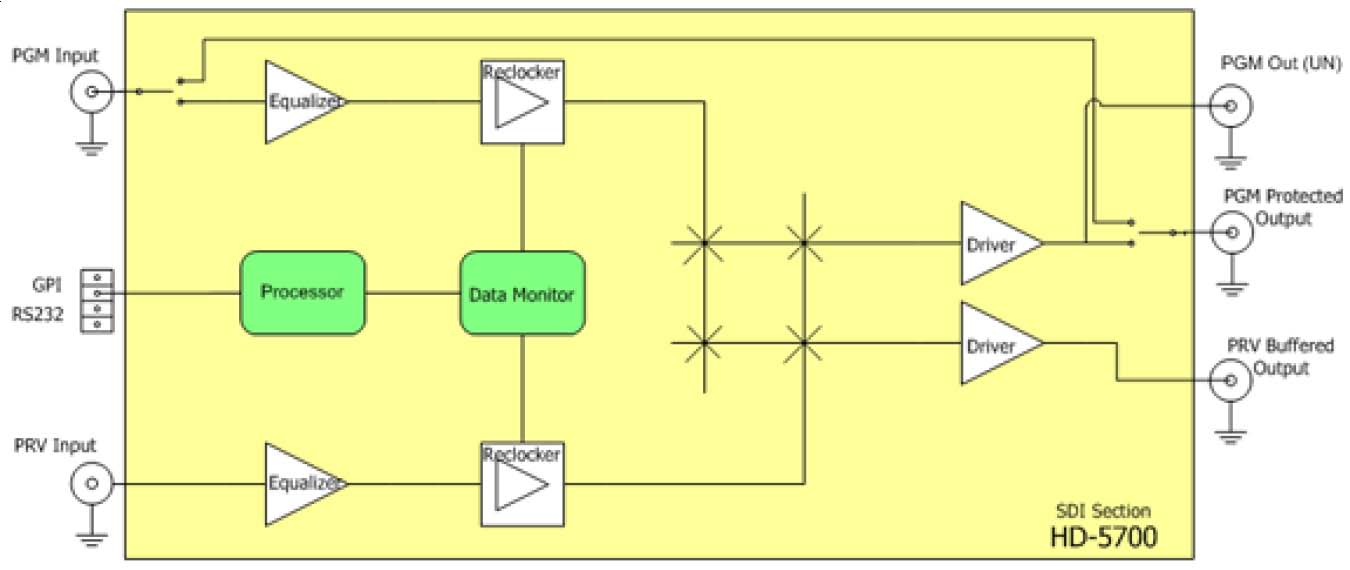 PGM Input
Equalizer
Reclocker
PGM Out (UN)
PGM Protected
Output
Driver
GPI
RS232
Processor
Data Monitor
Driver
PRV Buffered
Output
PRV Input
Equalizer
Reclocker
SDI Section
HD-5700